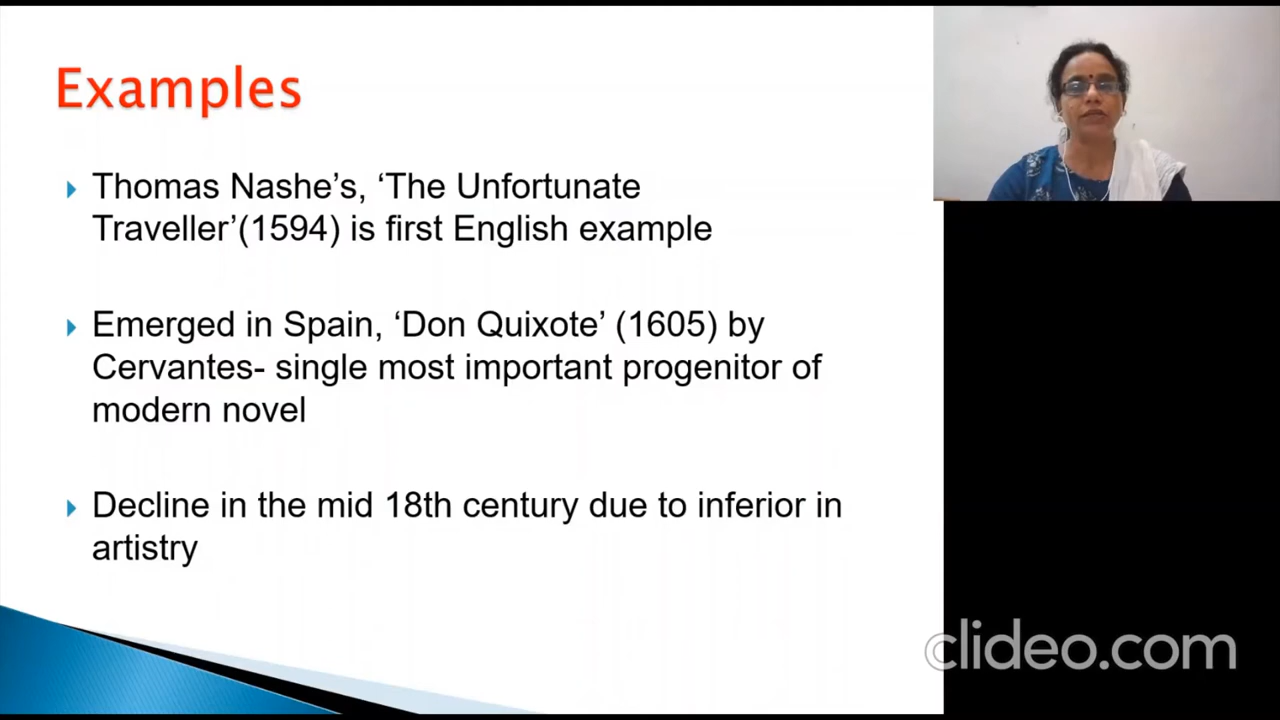 Examples
Thomas Nashe’s, ‘The Unfortunate
Traveller’(1594) is first English example
Emerged in Spain, ‘Don Quixote’ (1605) by
Cervantes- single most important progenitor of
modern novel
Decline in the mid 18th century due to inferior in
artistry
clideo.com